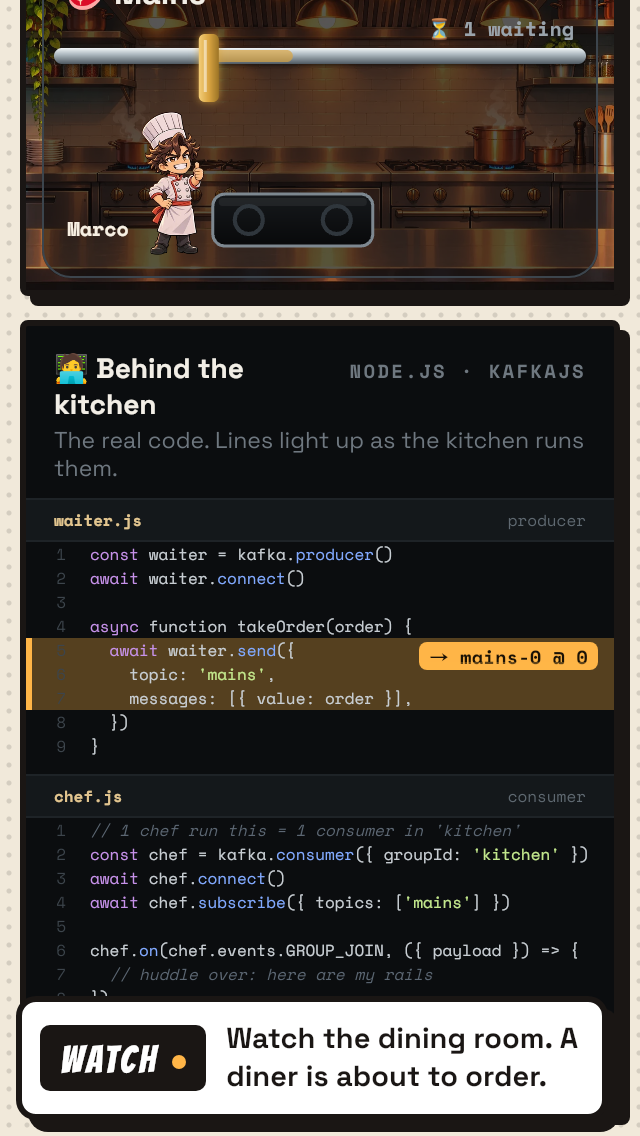 Mains
⏳ 1 waiting
Marco
🧑‍💻 Behind the kitchen
NODE.JS · KAFKAJS
The real code. Lines light up as the kitchen runs them.
waiter.js
producer
1 const waiter = kafka.producer()
2 await waiter.connect()
3
4 async function takeOrder(order) {
await waiter.send({
→ mains-0 @ 0
topic: 'mains',
messages: [{ value: order }],
8 })
9 }
chef.js
consumer
1 // 1 chef run this = 1 consumer in 'kitchen'
2 const chef = kafka.consumer({ groupId: 'kitchen' })
3 await chef.connect()
4 await chef.subscribe({ topics: ['mains'] })
5
6 chef.on(chef.events.GROUP_JOIN, ({ payload }) => {
7 // huddle over: here are my rails
WATCH
Watch the dining room. A
diner is about to order.